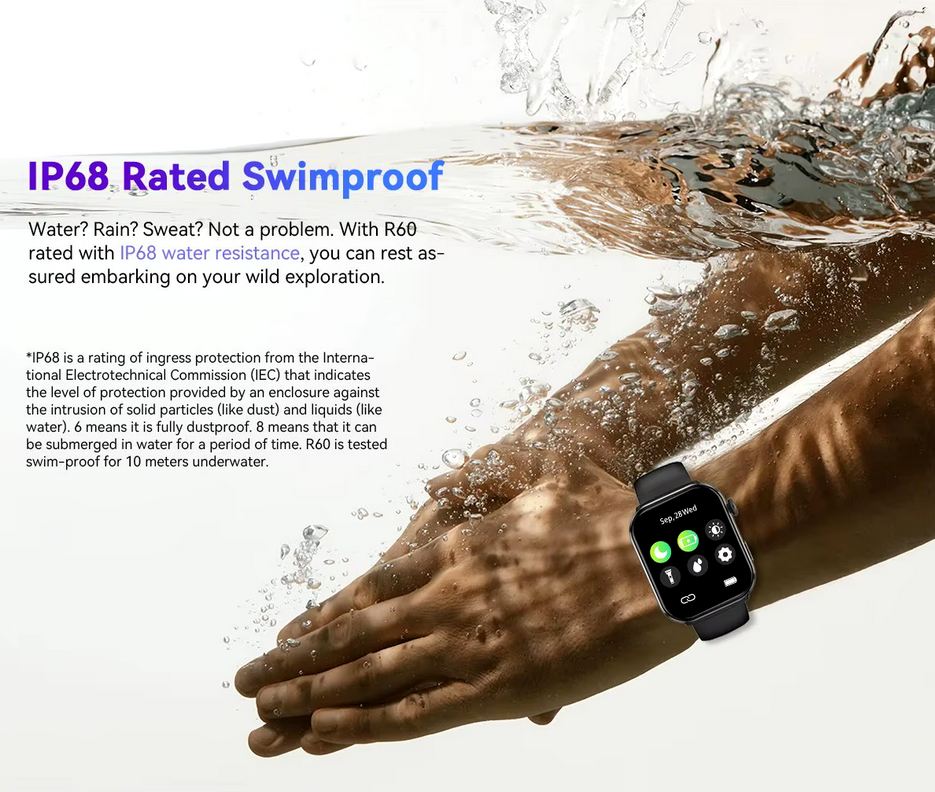 IP68 Rated Swimproof
Water? Rain? Sweat? Not a problem. With R60
rated with IP68 water resistance, you can rest as-
sured embarking on your wild exploration.
*IP68 is a rating of ingress protection from the Interna-
tional Electrotechnical Commission (IEC) that indicates
the level of protection provided by an enclosure against
the intrusion of solid particles (like dust) and liquids (like
water). 6 means it is fully dustproof. 8 means that it can
be submerged in water for a period of time. R60 is tested
swim-proof for 10 meters underwater.
Sep,28Wed